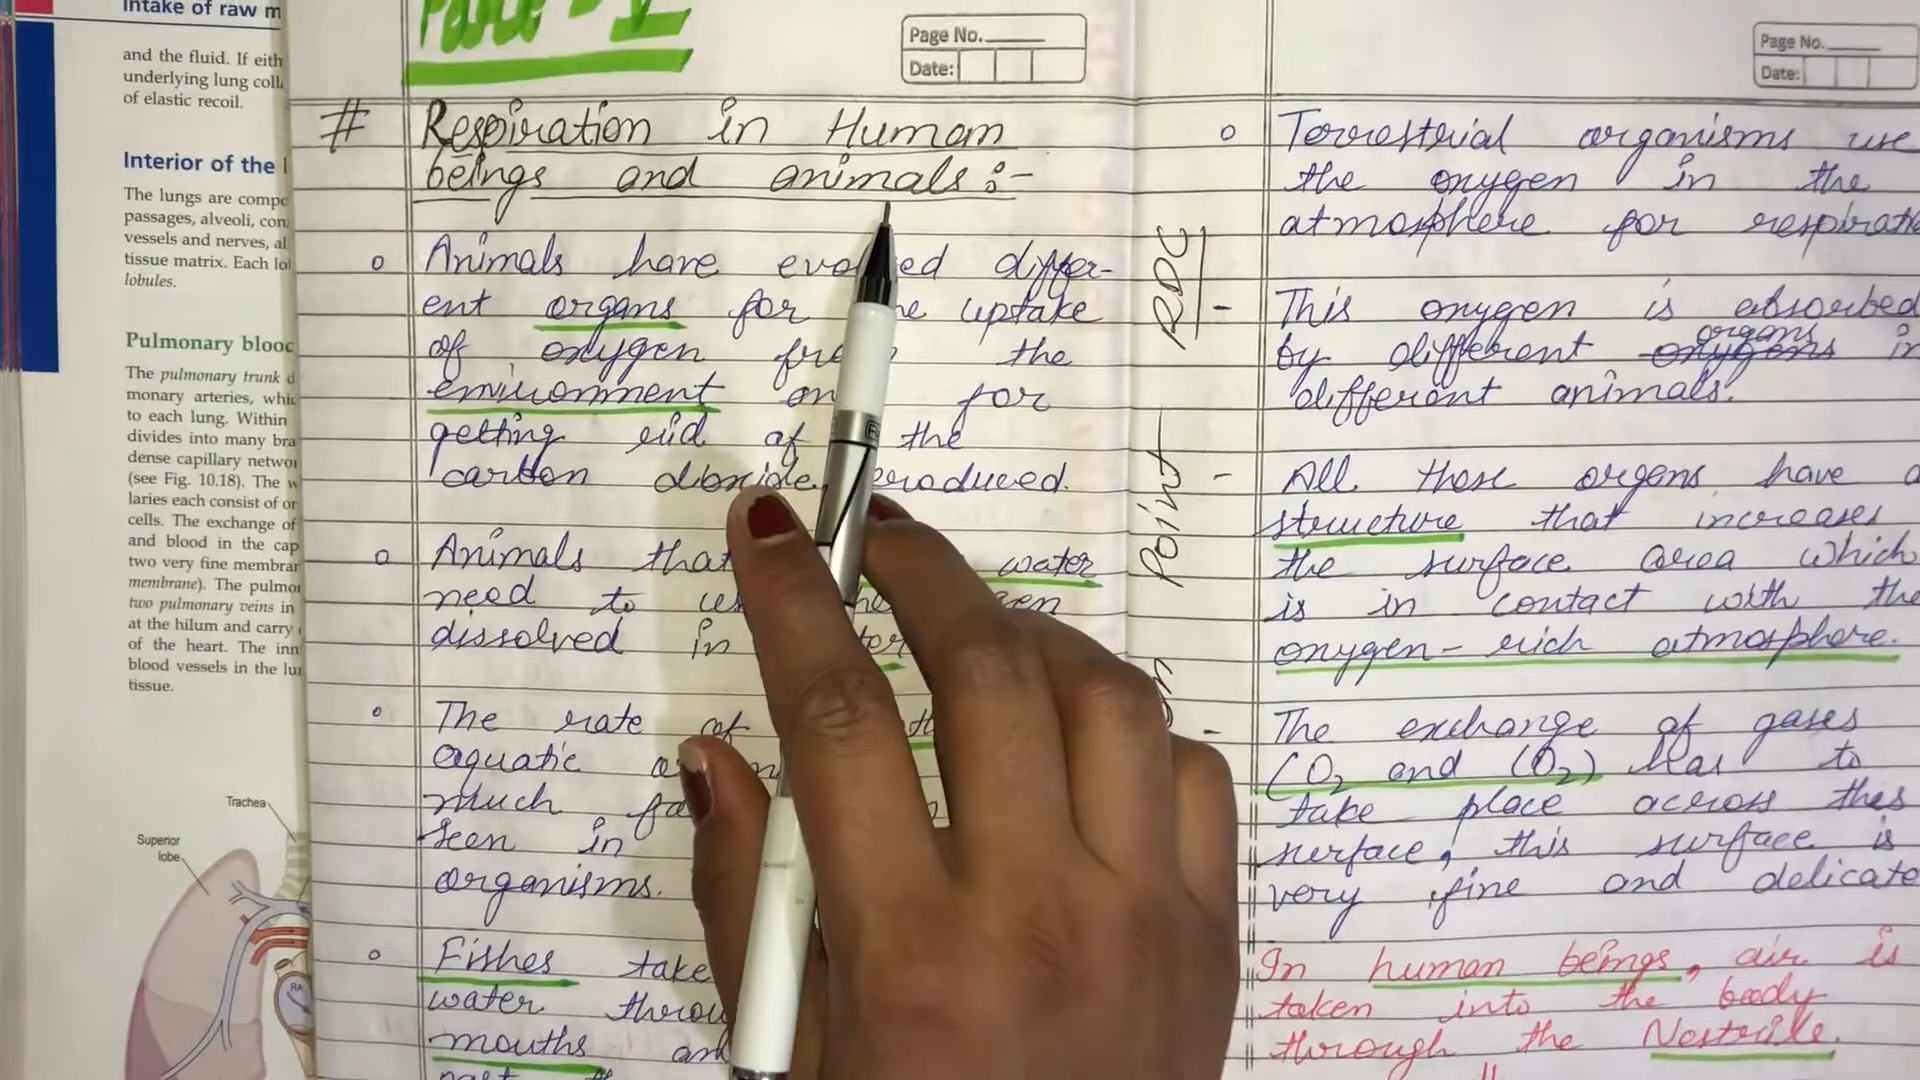 Intake of raw m
and the fluid. If eith
underlying lung coll
of elastic recoil.
Interior of the l
The lungs are compo
passages, alveoli, con
vessels and nerves, al
tissue matrix. Each lo
lobules.
Pulmonary blood
The pulmonary trunk d
monary arteries, whic
to each lung. Within
divides into many bra
dense capillary networ
(see Fig. 10.18). The w
laries each consist of or
cells. The exchange of
and blood in the cap
two very fine membrar
membrane). The pulmo
two pulmonary veins in
at the hilum and carry
of the heart. The inn
blood vessels in the lu
tissue.
Trachea
Superior
lobe
RA
Page No.
Date:
# Respiration in Human
beings and animals :-
Animals have differ-
ent organs for uptake
of oxygen the
environment for
getting rid of the
carbon dioxide produced.
Animals that water
need to
dissolved in
The rate of
aquatic
much
seen in
organisms.
Fishes take
water throu
mouths an
Page No.
Date:
Terrestrial organisms use
the oxygen in the
atmosphere for respirati
RDC
Point
- This oxygen is absorbed
by different organs in
different animals.
- All these organs have a
structure that increases
the surface area which
is in contact with the
oxygen-rich atmosphere.
- The exchange of gases
(O2 and CO2) has to
take place across this
surface, this surface is
very fine and delicate
In human beings, air is
taken into the body
through the Nostrils.